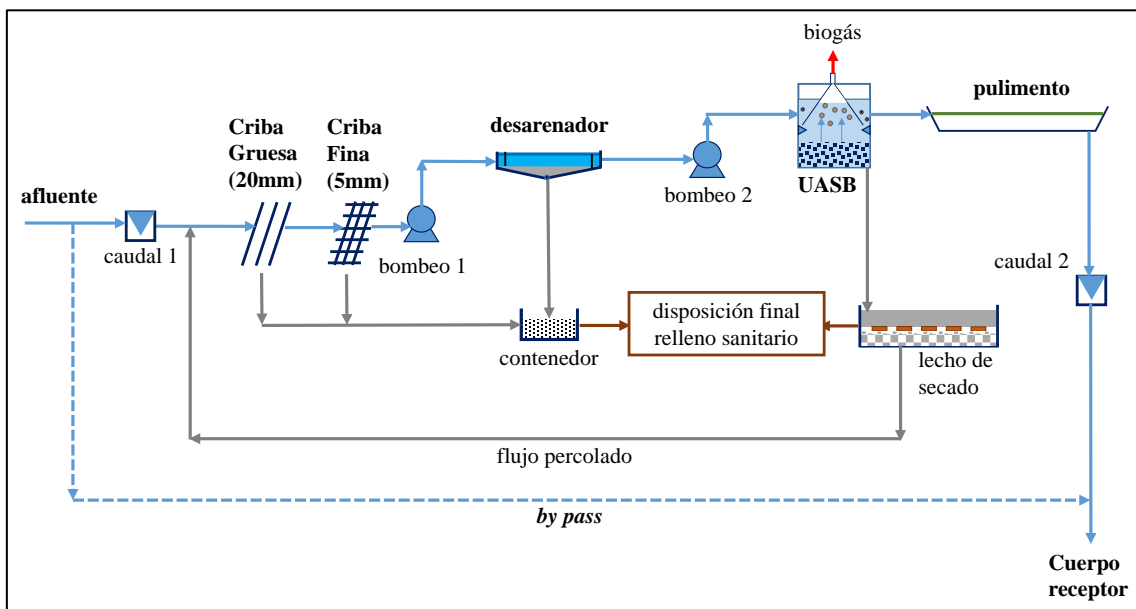 biogás
pulimento
Criba
Gruesa
(20mm)
Criba
Fina
(5mm)
desarenador
afluente
bombeo 2
UASB
caudal 1
bombeo 1
caudal 2
disposición final
relleno sanitario
contenedor
lecho de
secado
flujo percolado
by pass
Cuerpo
receptor